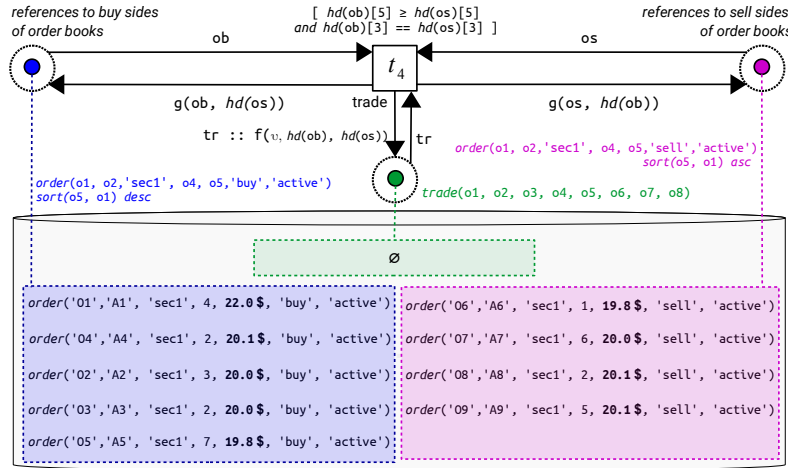 references to buy sides
of order books
[ hd(ob)[5] ≥ hd(os)[5]
and hd(ob)[3] == hd(os)[3] ]
references to sell sides
of order books
ob
os
t4
g(ob, hd(os))
trade
g(os, hd(ob))
tr :: f(υ, hd(ob), hd(os))
tr
order(o1, o2,'sec1', o4, o5,'sell','active')
sort(o5, o1) asc
order(o1, o2,'sec1', o4, o5,'buy','active')
sort(o5, o1) desc
trade(o1, o2, o3, o4, o5, o6, o7, o8)
∅
order('O1','A1', 'sec1', 4, 22.0 $, 'buy', 'active')
order('O4','A4', 'sec1', 2, 20.1 $, 'buy', 'active')
order('O2','A2', 'sec1', 3, 20.0 $, 'buy', 'active')
order('O3','A3', 'sec1', 2, 20.0 $, 'buy', 'active')
order('O5','A5', 'sec1', 7, 19.8 $, 'buy', 'active')
order('O6','A6', 'sec1', 1, 19.8 $, 'sell', 'active')
order('O7','A7', 'sec1', 6, 20.0 $, 'sell', 'active')
order('O8','A8', 'sec1', 2, 20.1 $, 'sell', 'active')
order('O9','A9', 'sec1', 5, 20.1 $, 'sell', 'active')